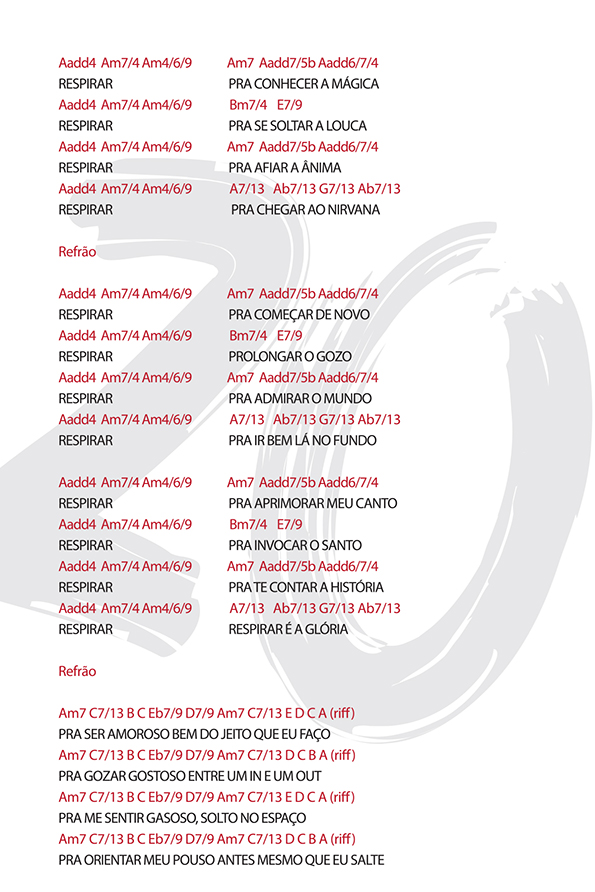 Aadd4 Am7/4 Am4/6/9 Am7 Aadd7/5b Aadd6/7/4
RESPIRAR PRA CONHECER A MÁGICA
Aadd4 Am7/4 Am4/6/9 Bm7/4 E7/9
RESPIRAR PRA SE SOLTAR A LOUCA
Aadd4 Am7/4 Am4/6/9 Am7 Aadd7/5b Aadd6/7/4
RESPIRAR PRA AFIAR A ÂNIMA
Aadd4 Am7/4 Am4/6/9 A7/13 Ab7/13 G7/13 Ab7/13
RESPIRAR PRA CHEGAR AO NIRVANA
Refrão
Aadd4 Am7/4 Am4/6/9 Am7 Aadd7/5b Aadd6/7/4
RESPIRAR PRA COMEÇAR DE NOVO
Aadd4 Am7/4 Am4/6/9 Bm7/4 E7/9
RESPIRAR PROLONGAR O GOZO
Aadd4 Am7/4 Am4/6/9 Am7 Aadd7/5b Aadd6/7/4
RESPIRAR PRA ADMIRAR O MUNDO
Aadd4 Am7/4 Am4/6/9 A7/13 Ab7/13 G7/13 Ab7/13
RESPIRAR PRA IR BEM LÁ NO FUNDO
Aadd4 Am7/4 Am4/6/9 Am7 Aadd7/5b Aadd6/7/4
RESPIRAR PRA APRIMORAR MEU CANTO
Aadd4 Am7/4 Am4/6/9 Bm7/4 E7/9
RESPIRAR PRA INVOCAR O SANTO
Aadd4 Am7/4 Am4/6/9 Am7 Aadd7/5b Aadd6/7/4
RESPIRAR PRA TE CONTAR A HISTÓRIA
Aadd4 Am7/4 Am4/6/9 A7/13 Ab7/13 G7/13 Ab7/13
RESPIRAR RESPIRAR É A GLÓRIA
Refrão
Am7 C7/13 B C Eb7/9 D7/9 Am7 C7/13 E D C A (riff)
PRA SER AMOROSO BEM DO JEITO QUE EU FAÇO
Am7 C7/13 B C Eb7/9 D7/9 Am7 C7/13 D C B A (riff)
PRA GOZAR GOSTOSO ENTRE UM IN E UM OUT
Am7 C7/13 B C Eb7/9 D7/9 Am7 C7/13 E D C A (riff)
PRA ME SENTIR GASOSO, SOLTO NO ESPAÇO
Am7 C7/13 B C Eb7/9 D7/9 Am7 C7/13 D C B A (riff)
PRA ORIENTAR MEU POUSO ANTES MESMO QUE EU SALTE
20